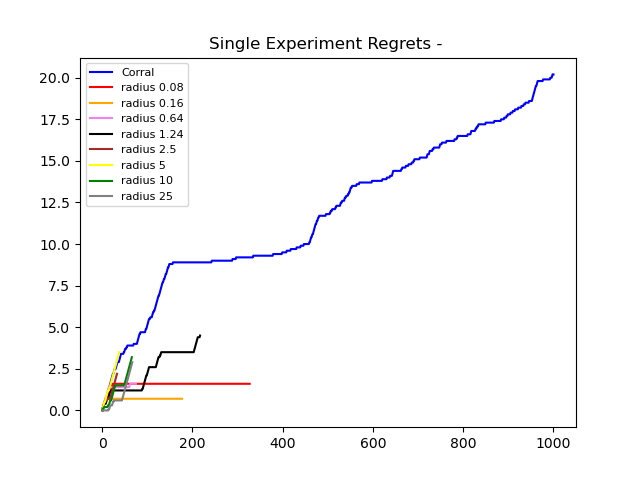 Single Experiment Regrets -
20.0
17.5
15.0
12.5
10.0
7.5
5.0
2.5
0.0
Corral
radius 0.08
radius 0.16
radius 0.64
radius 1.24
radius 2.5
radius 5
radius 10
radius 25
0 200 400 600 800 1000